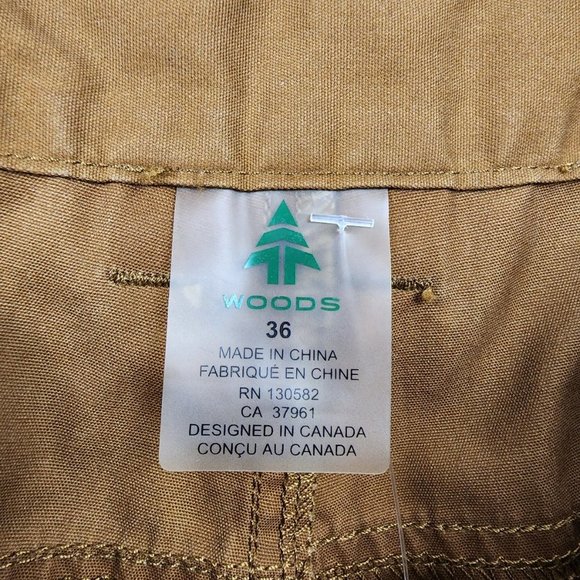 WOODS
36
MADE IN CHINA
FABRIQUÉ EN CHINE
RN 130582
CA 37961
DESIGNED IN CANADA
CONÇU AU CANADA